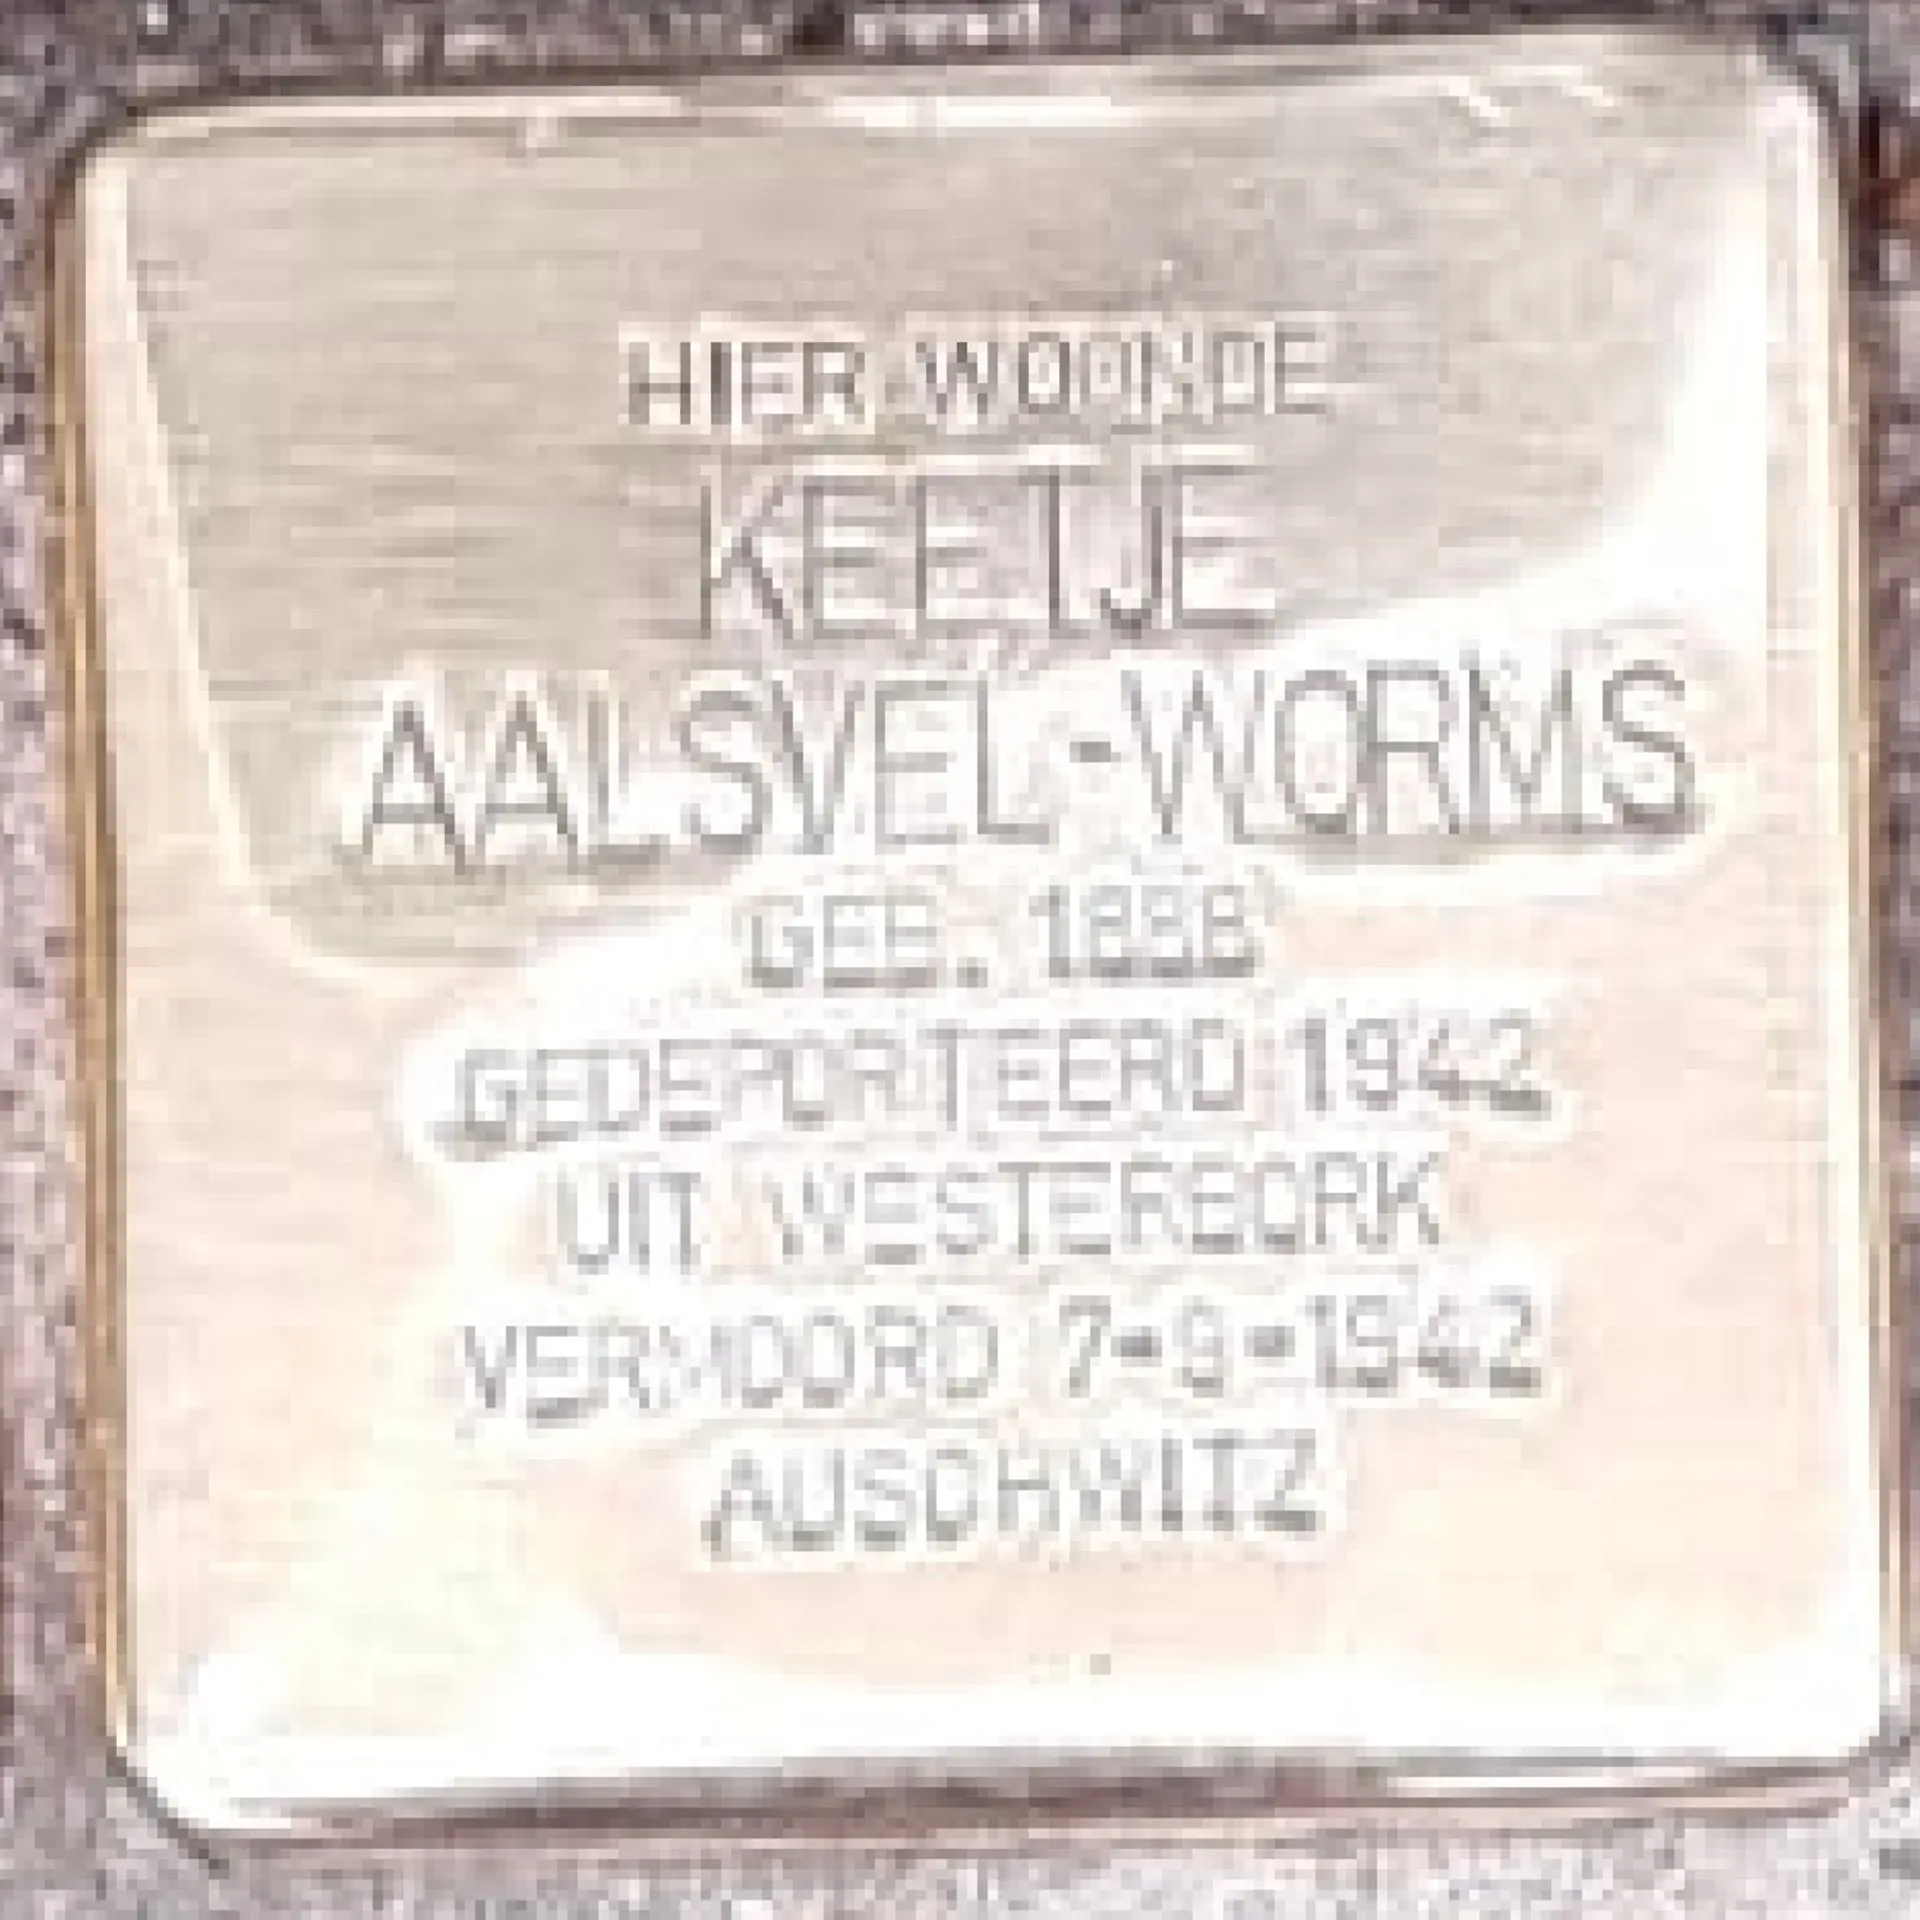 HIER WOONDE
KEETJE
AALSVEL-WORMS
GEB.
GEDEPORTEERD 1942
UIT WESTERBORK
VERMOORD 7-9-1942
AUSCHWITZ